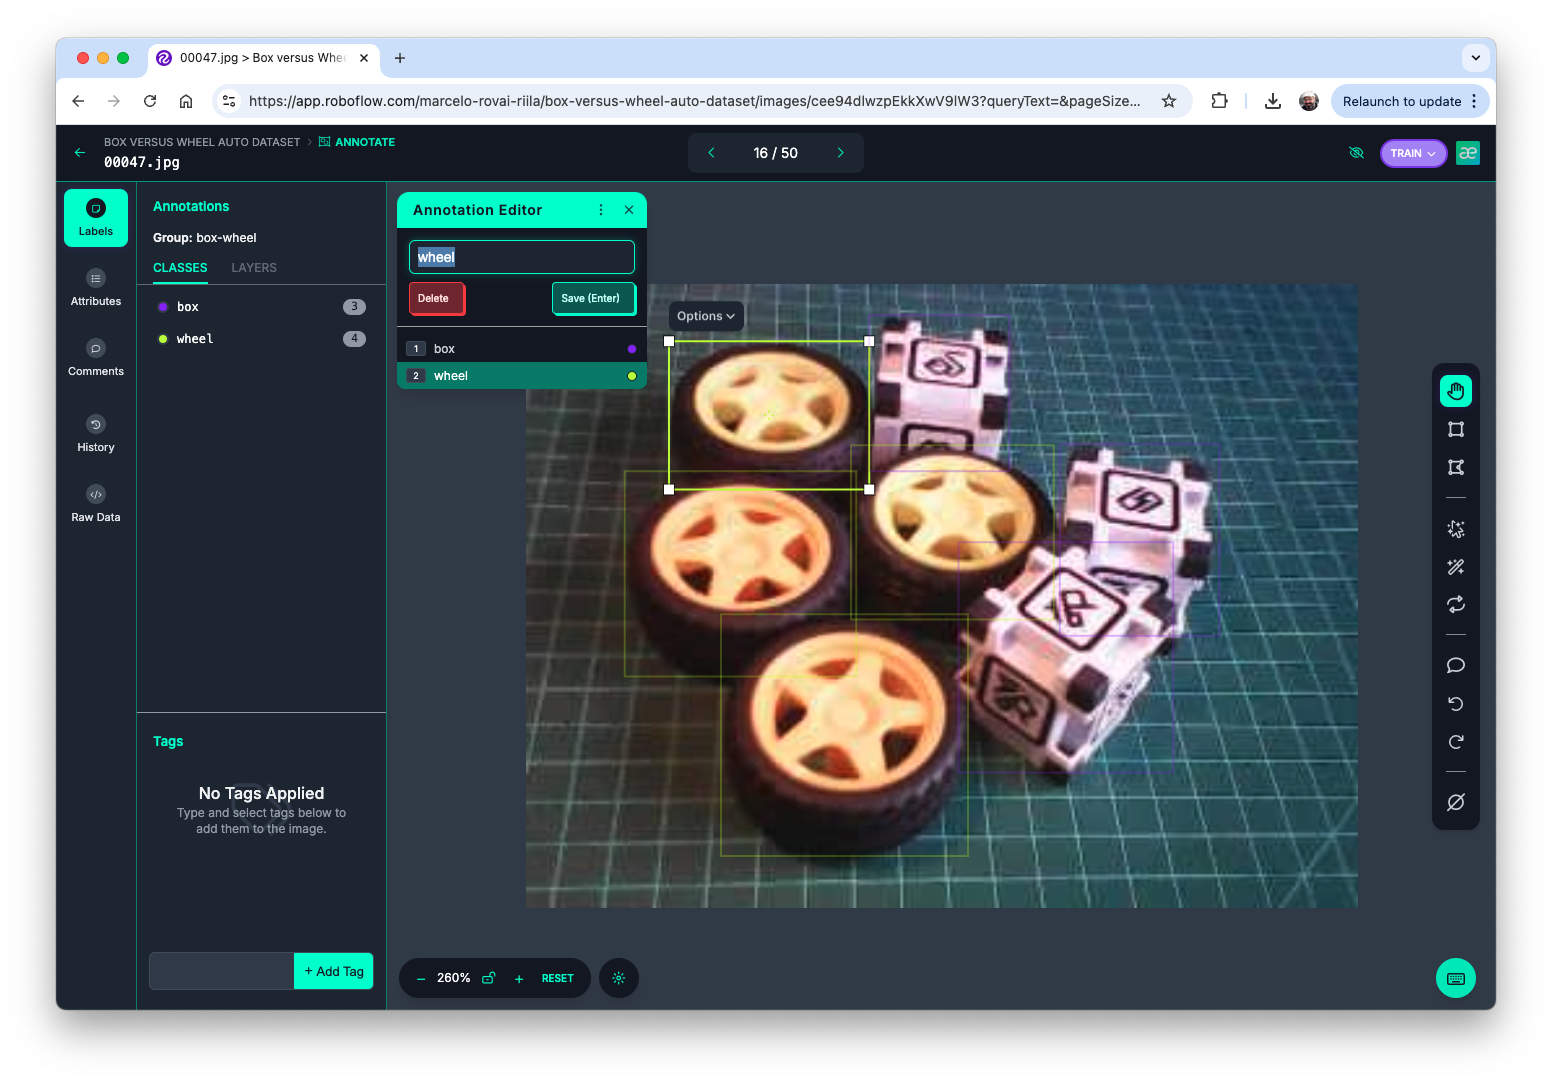 00047.jpg > Box versus Whe
https://app.roboflow.com/marcelo-rovai-riila/box-versus-wheel-auto-dataset/images/cee94dIwzpEkkXwV9lW3?queryText=&pageSize...
Relaunch to update
BOX VERSUS WHEEL AUTO DATASET > ANNOTATE
00047.jpg
16 / 50
TRAIN
æ
Labels
Attributes
Comments
History
Raw Data
Annotations
Group: box-wheel
CLASSES LAYERS
box 3
wheel 4
Annotation Editor
wheel
Delete Save (Enter)
1 box
2 wheel
Options
Tags
No Tags Applied
Type and select tags below to
add them to the image.
+ Add Tag
260% RESET